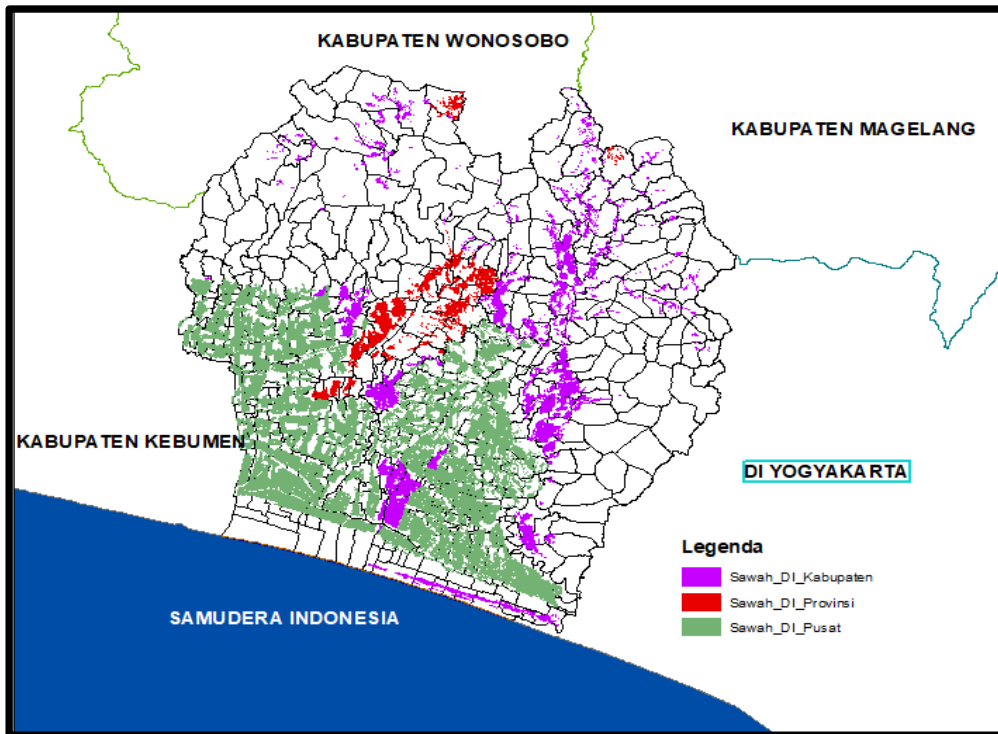 KABUPATEN WONOSOBO
KABUPATEN MAGELANG
KABUPATEN KEBUMEN
DI YOGYAKARTA
Legenda
Sawah_DI_Kabupaten
Sawah_DI_Provinsi
Sawah_DI_Pusat
SAMUDERA INDONESIA